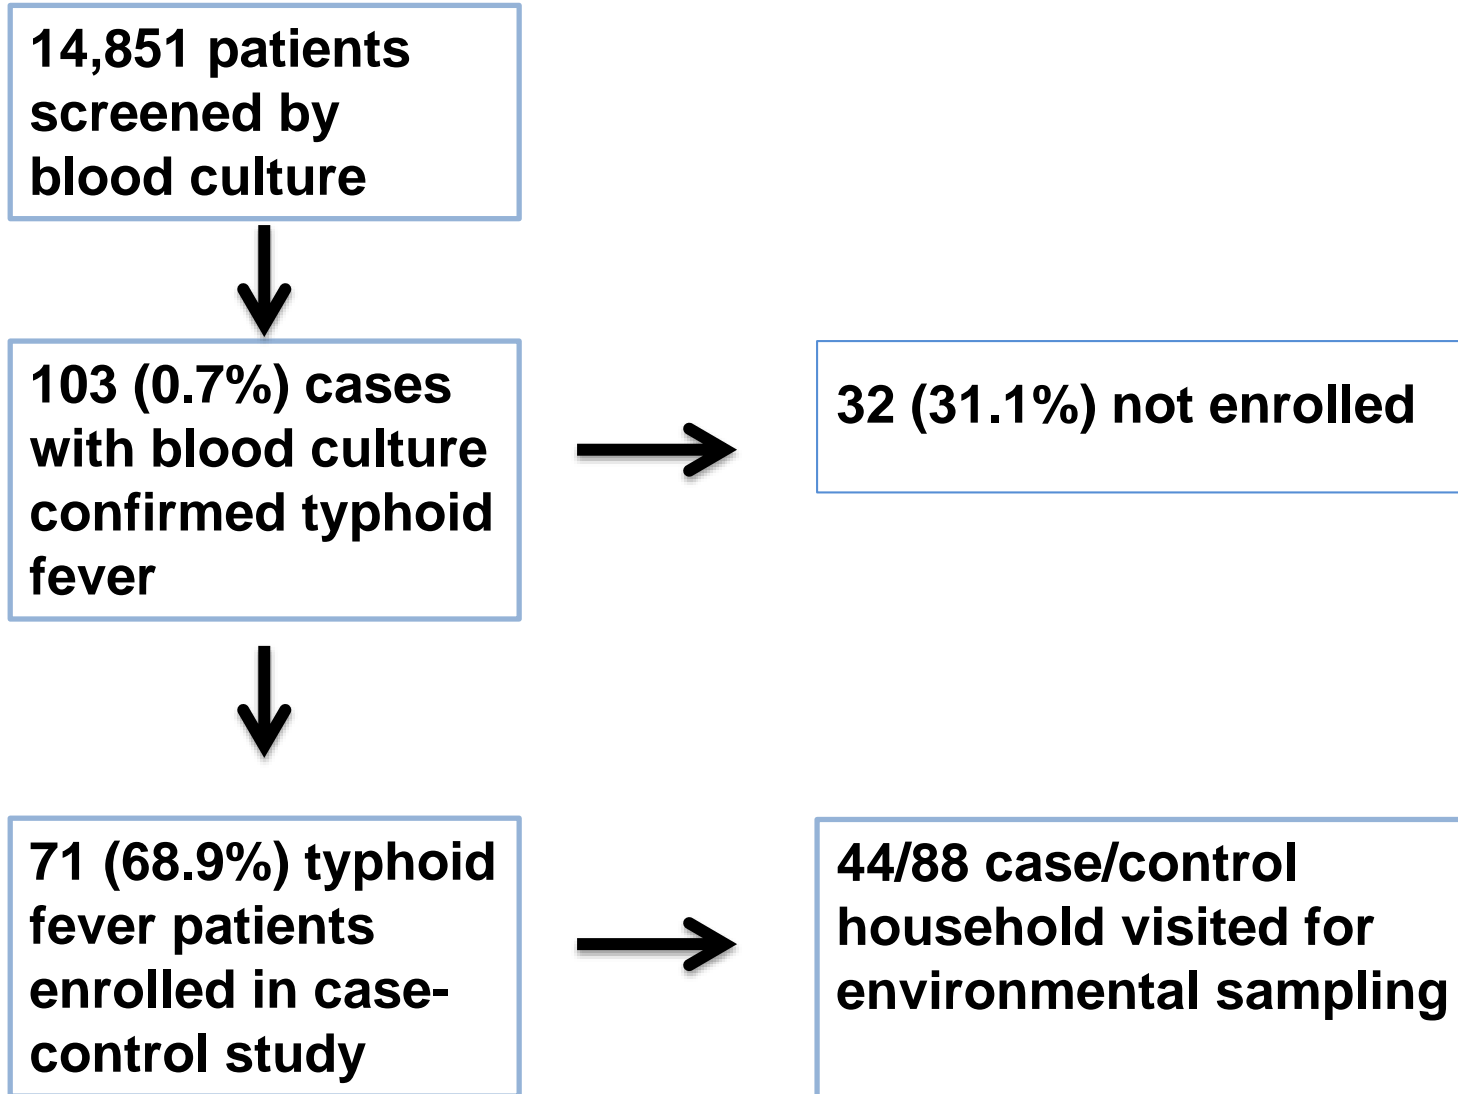 14,851 patients
screened by
blood culture
103 (0.7%) cases
with blood culture
confirmed typhoid
fever
32 (31.1%) not enrolled
71 (68.9%) typhoid
fever patients
enrolled in case-
control study
44/88 case/control
household visited for
environmental sampling